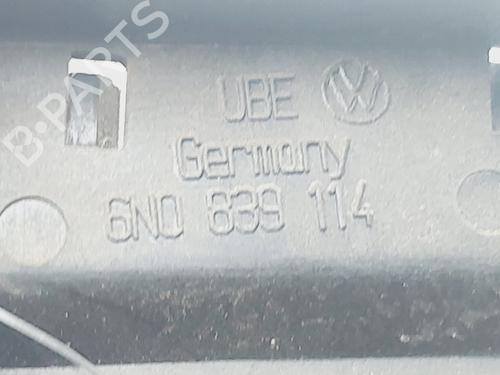 B-PARTS
UBE
Germany
6N0 839 114